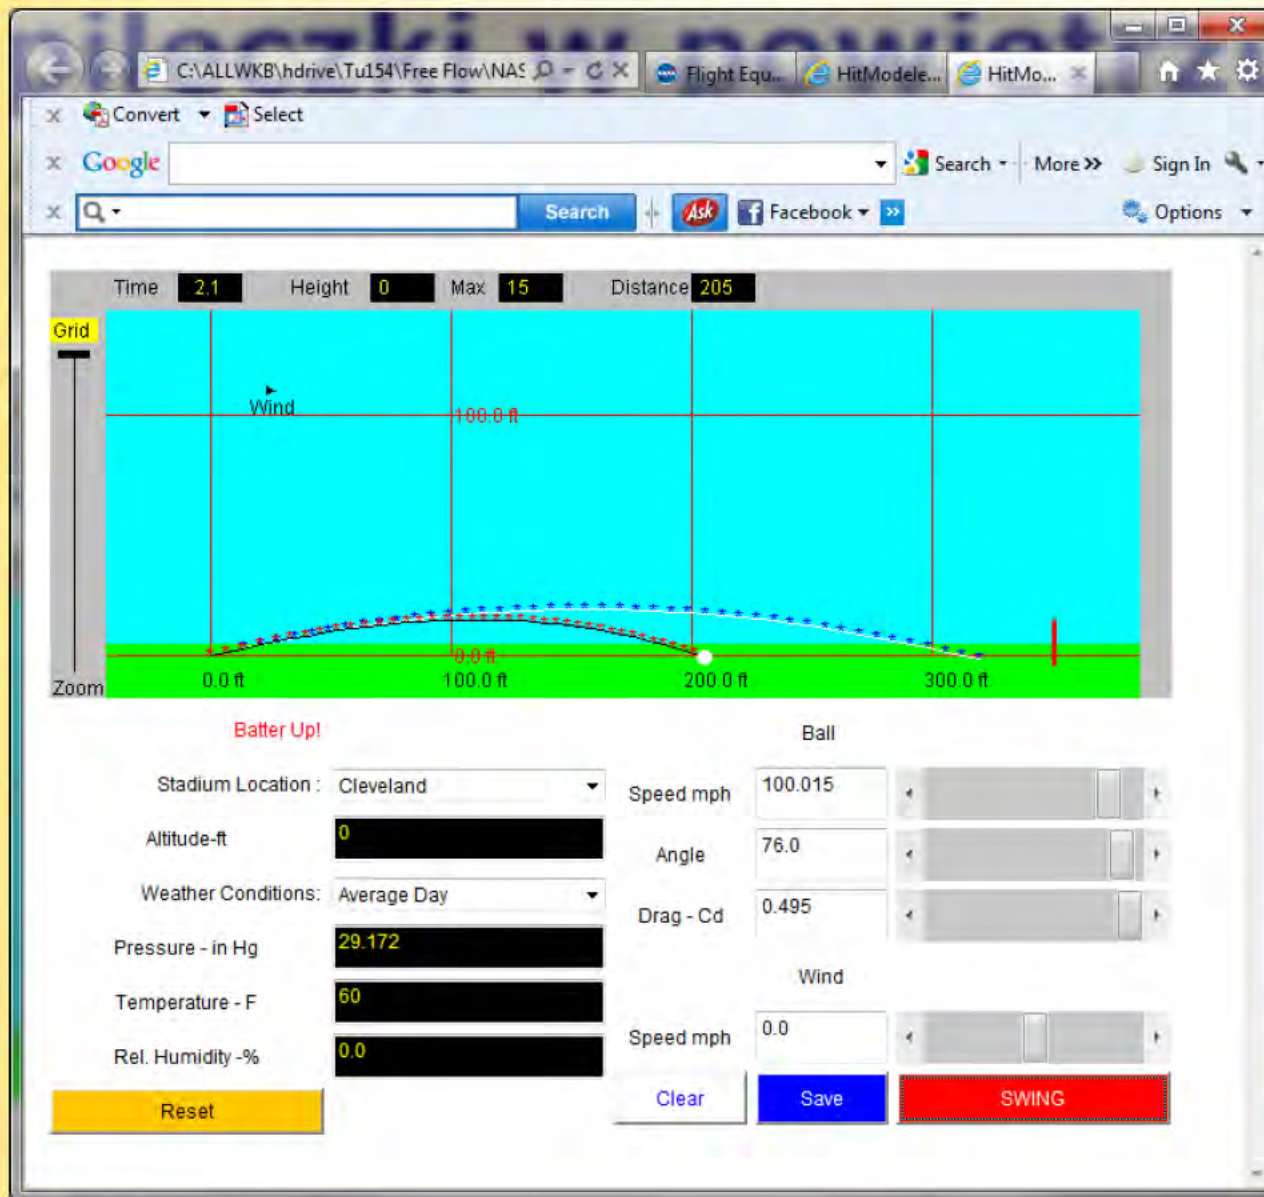 piłeczki w powietrzu
C:\ALLWKB\hdrive\Tu154\Free Flow\NAS
Flight Equ...
HitModele...
HitMo...
x Convert Select
x Google Search More >> Sign In
x Search Ask Facebook >> Options
Time 2.1 Height 0 Max 15 Distance 205
Grid
Wind
100.0 ft
0.0 ft
Zoom
0.0 ft 100.0 ft 200.0 ft 300.0 ft
Batter Up!
Ball
Stadium Location : Cleveland
Speed mph 100.015
Altitude-ft 0
Angle 76.0
Weather Conditions: Average Day
Drag - Cd 0.495
Pressure - in Hg 29.172
Wind
Temperature - F 60
Speed mph 0.0
Rel. Humidity -% 0.0
Clear Save SWING
Reset